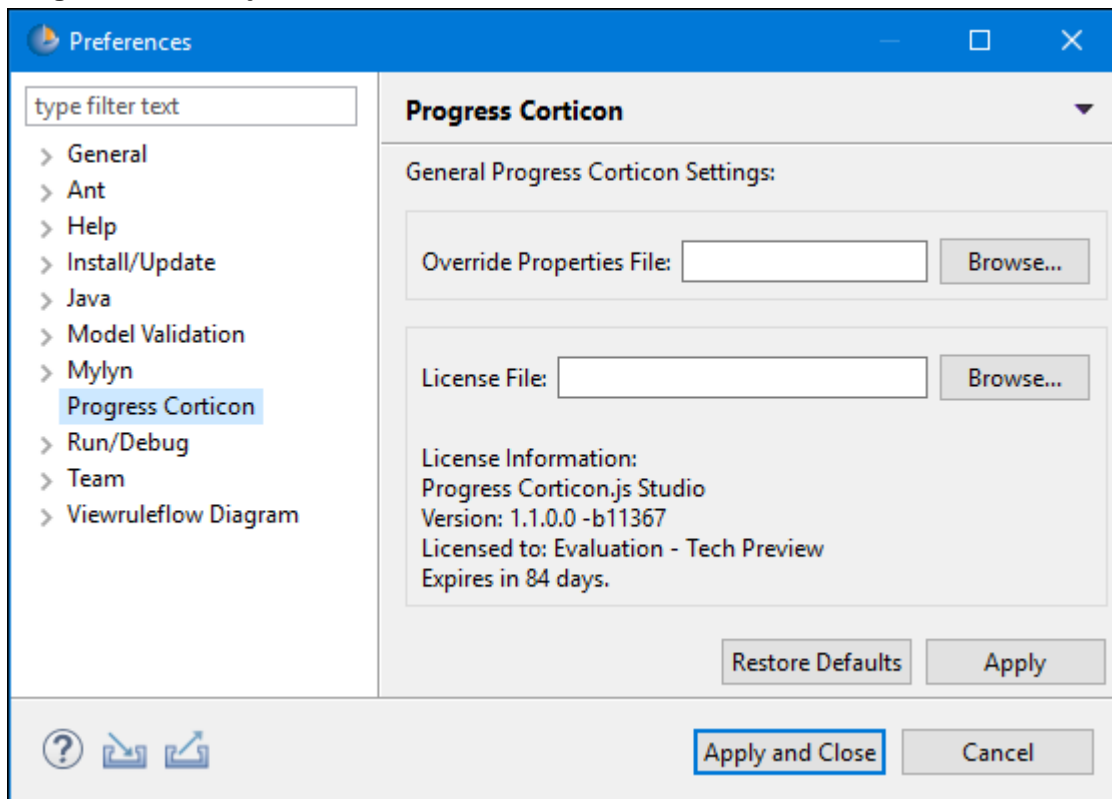 Preferences
type filter text
General
Ant
Help
Install/Update
Java
Model Validation
Mylyn
Progress Corticon
Run/Debug
Team
Viewruleflow Diagram
Progress Corticon
General Progress Corticon Settings:
Override Properties File:
Browse...
License File:
Browse...
License Information:
Progress Corticon.js Studio
Version: 1.1.0.0 -b11367
Licensed to: Evaluation - Tech Preview
Expires in 84 days.
Restore Defaults
Apply
?
Apply and Close
Cancel